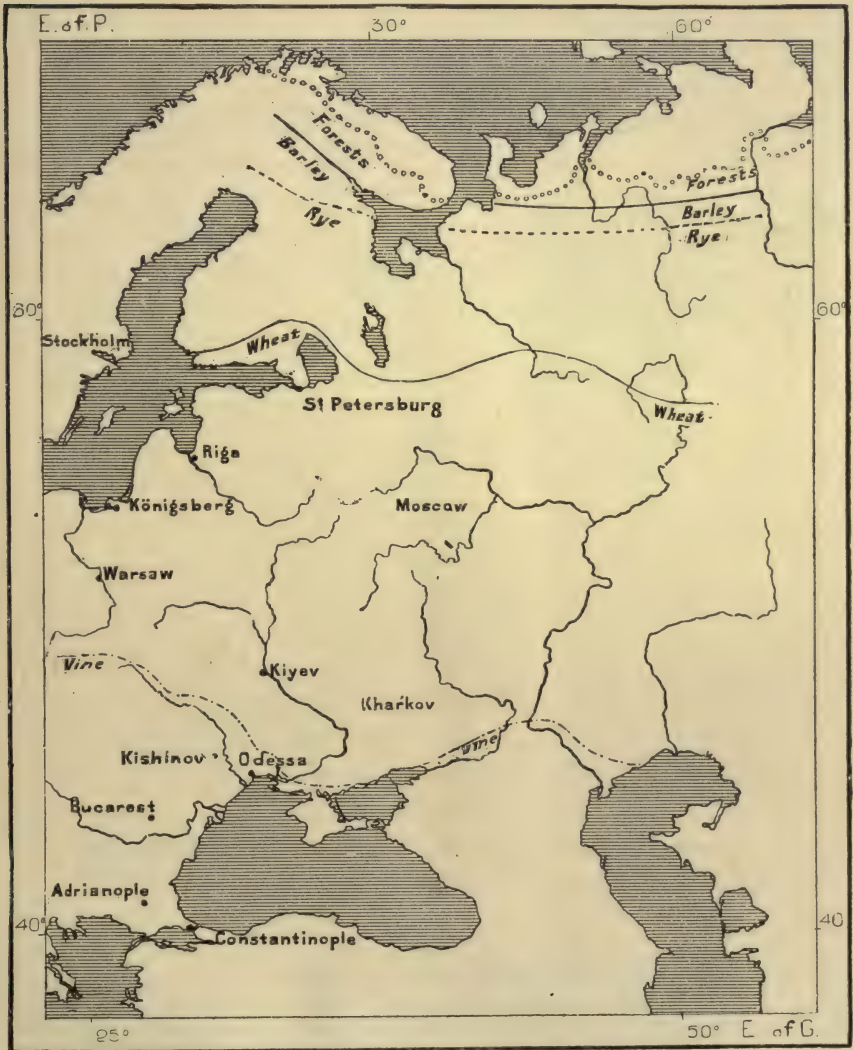 E. of. P.
30°
60°
Forests
Barley
Rye
Forests
Barley
Rye
60°
60°
Stockholm
Wheat
Wheat
St Petersburg
Riga
Königsberg
Moscaw
Warsaw
Vine
Kiyev
Kharkov
Vine
Kishinov
Odessa
Bucarest
Adrianople
40°
40
Constantinople
25°
50° E. of G.